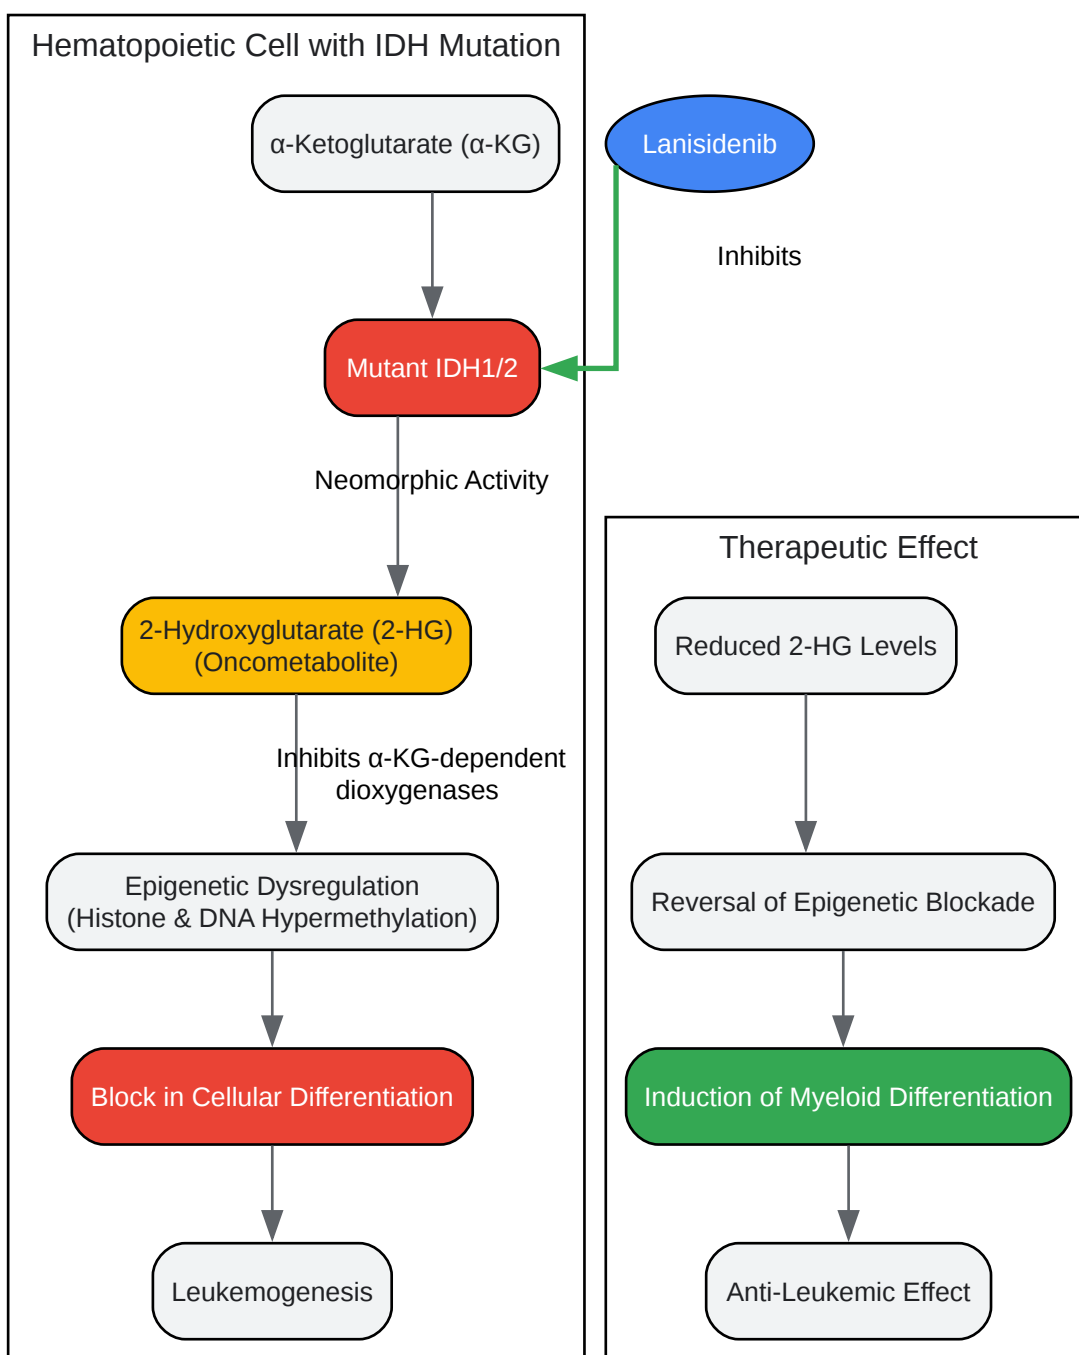 Hematopoietic Cell with IDH Mutation
α-Ketoglutarate (α-KG)
Lanisidenib
Inhibits
Mutant IDH1/2
Neomorphic Activity
2-Hydroxyglutarate (2-HG)
(Oncometabolite)
Inhibits α-KG-dependent
dioxygenases
Epigenetic Dysregulation
(Histone & DNA Hypermethylation)
Block in Cellular Differentiation
Leukemogenesis
Therapeutic Effect
Reduced 2-HG Levels
Reversal of Epigenetic Blockade
Induction of Myeloid Differentiation
Anti-Leukemic Effect